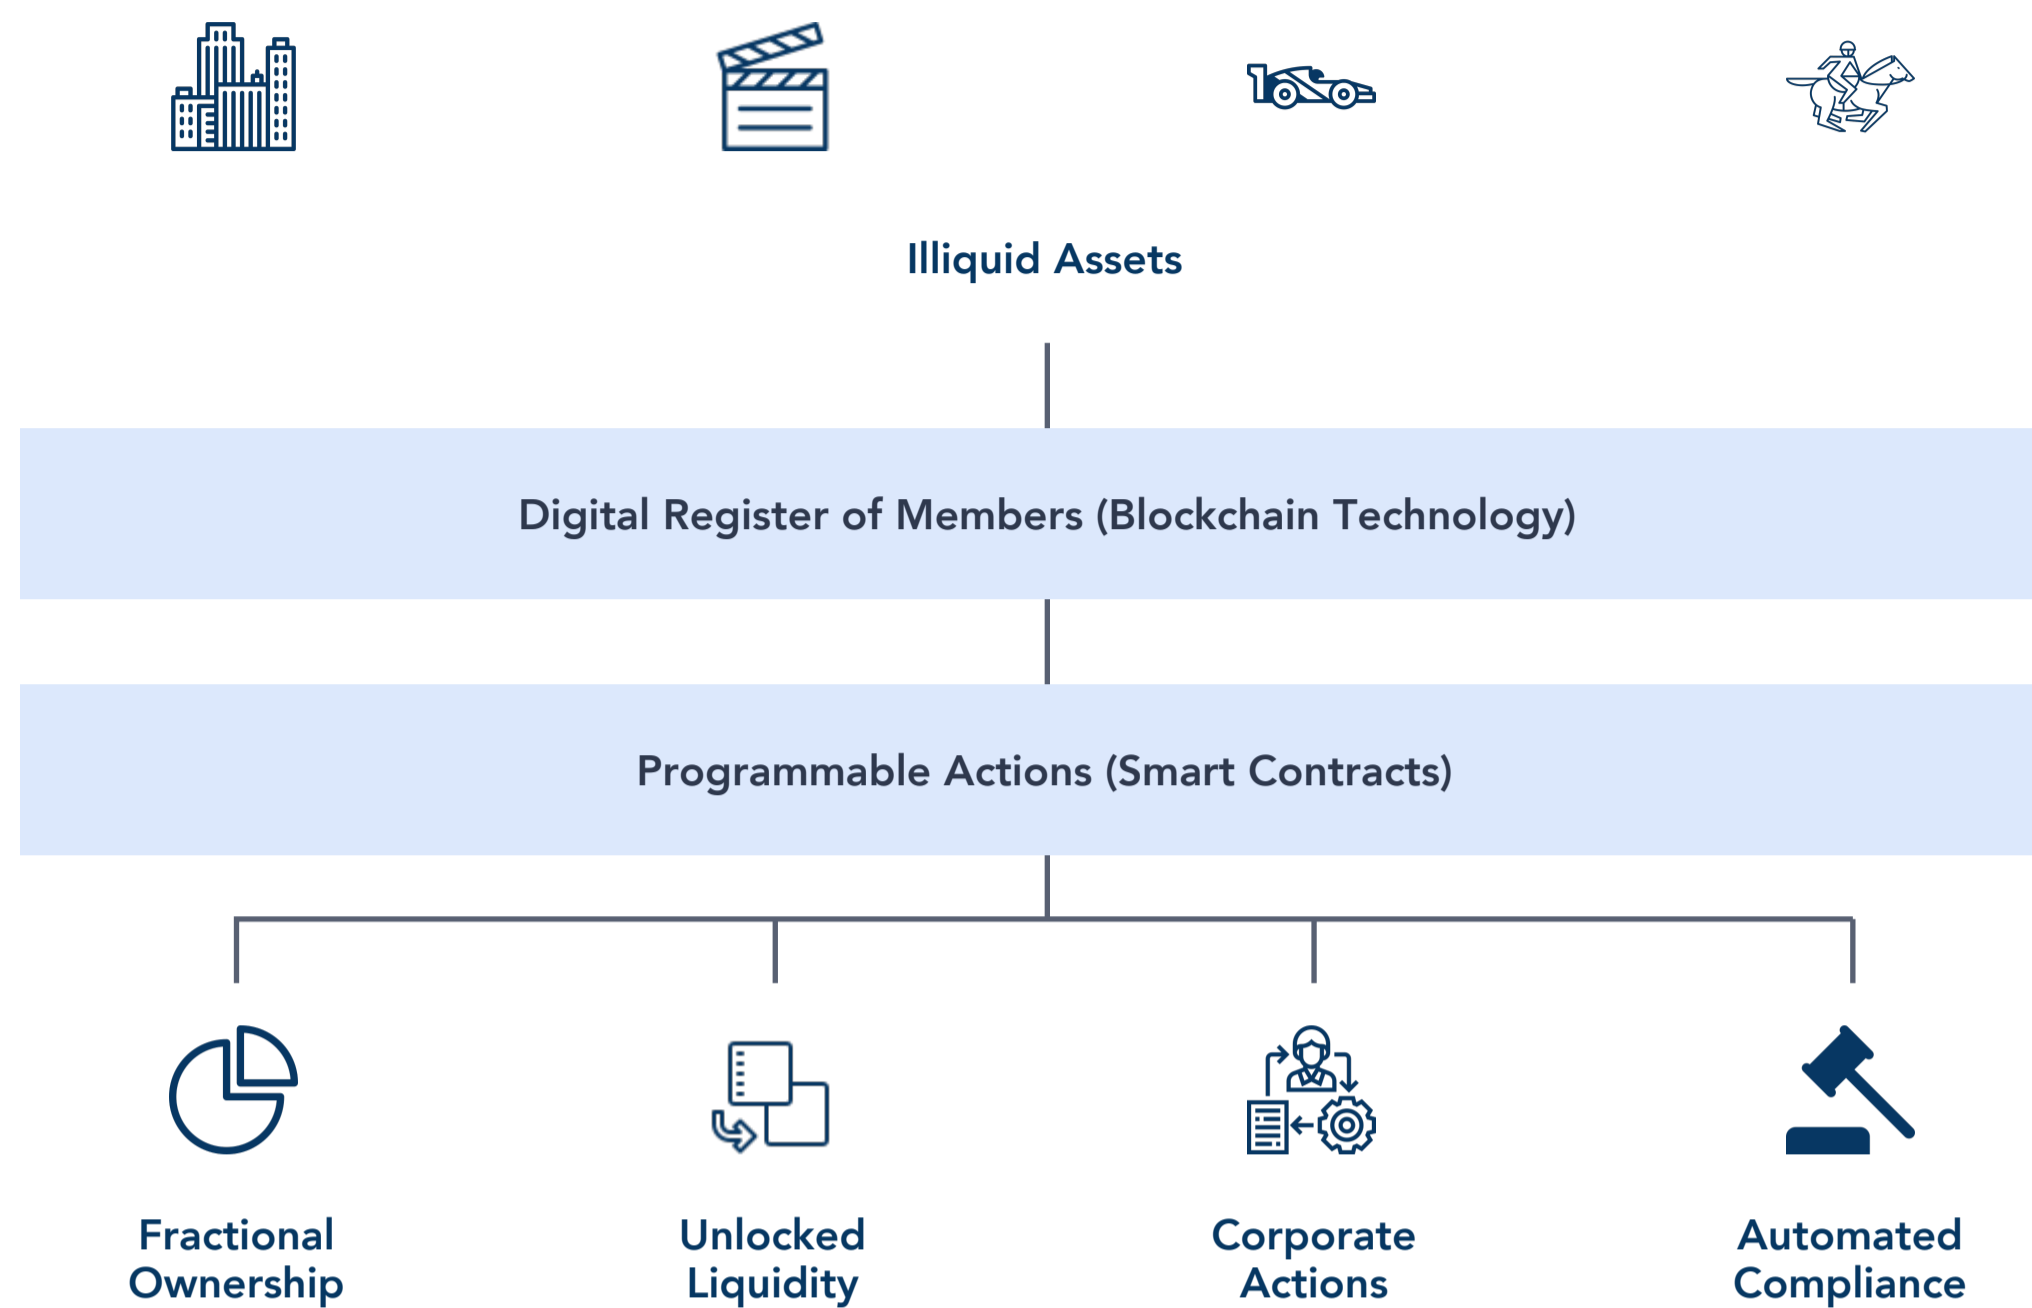 Illiquid Assets
Digital Register of Members (Blockchain Technology)
Programmable Actions (Smart Contracts)
Fractional
Ownership
Unlocked
Liquidity
Corporate
Actions
Automated
Compliance